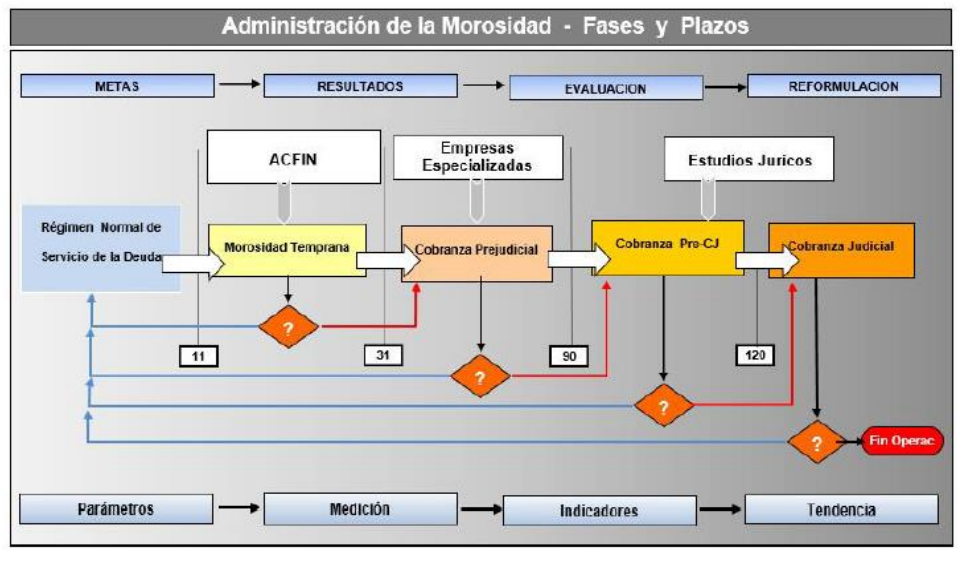 Administración de la Morosidad - Fases y Plazos
METAS
RESULTADOS
EVALUACION
REFORMULACION
ACFIN
Empresas
Especializadas
Estudios Juricos
Régimen Normal de
Servicio de la Deuda
Morosidad Temprana
Cobranza Prejudicial
Cobranza Pre-CJ
Cobranza Judicial
?
11
31
90
120
?
?
?
Fin Operac
Parámetros
Medición
Indicadores
Tendencia